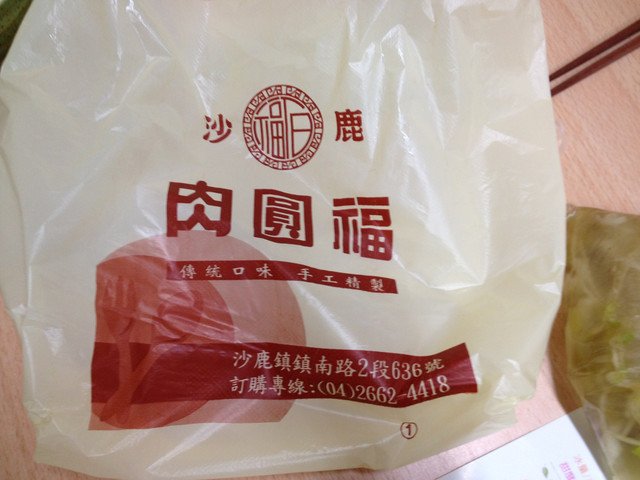 沙 福 鹿
肉圓福
傳統口味 手工精製
沙鹿鎮鎮南路2段636號
訂購專線:(04)2662-4418
①